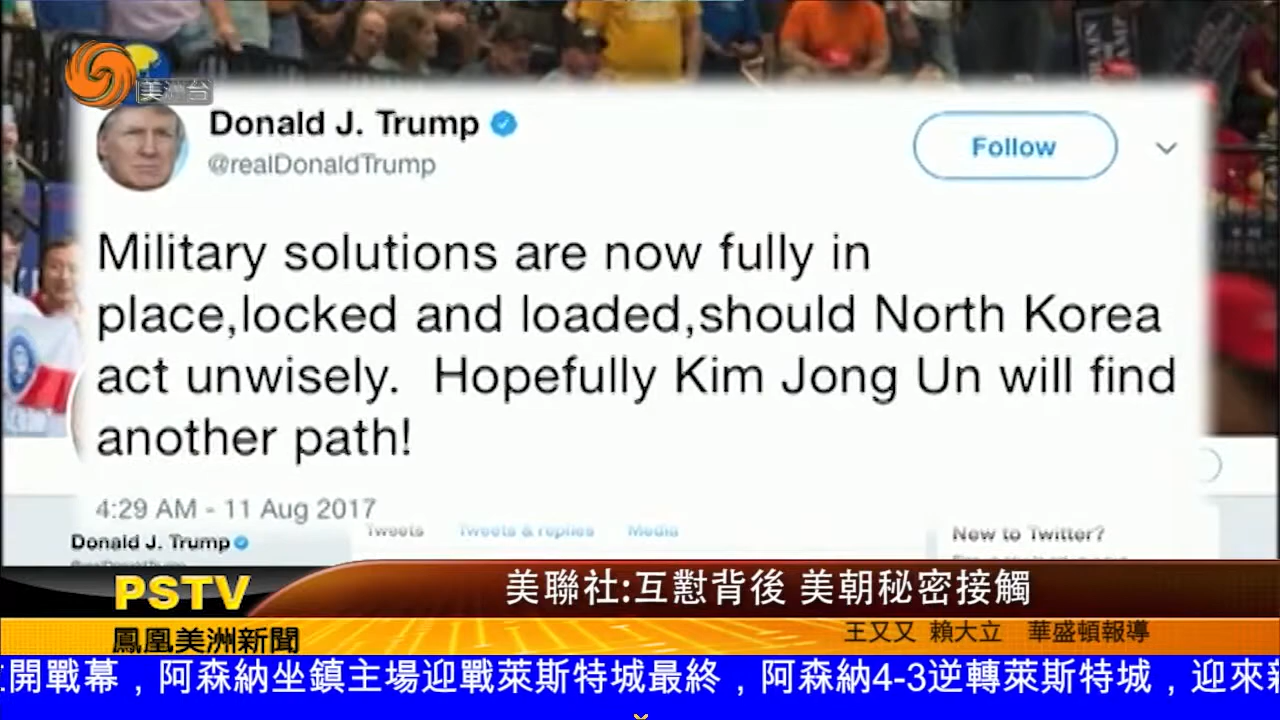 美洲台
Donald J. Trump
@realDonaldTrump
Follow
Military solutions are now fully in
place,locked and loaded,should North Korea
act unwisely.  Hopefully Kim Jong Un will find
another path!
4:29 AM - 11 Aug 2017
Tweets
Tweets & replies
Media
New to Twitter?
Donald J. Trump
PSTV
美聯社:互懟背後 美朝秘密接觸
王又又 賴大立 華盛頓報導
鳳凰美洲新聞
開戰幕，阿森納坐鎮主場迎戰萊斯特城最終，阿森納4-3逆轉萊斯特城，迎來新